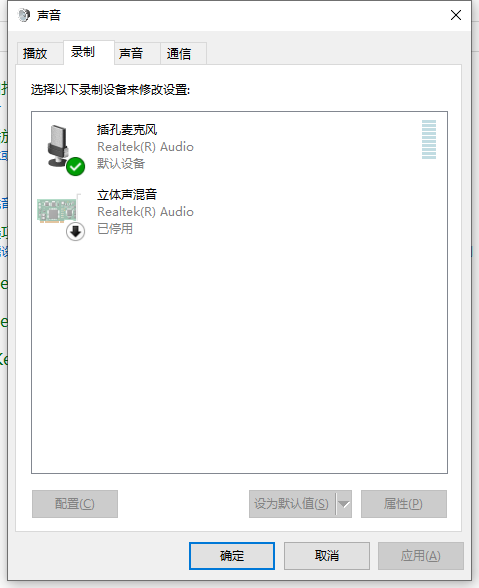 声音
播放
录制
声音
通信
选择以下录制设备来修改设置:
插孔麦克风
Realtek(R) Audio
默认设备
立体声混音
Realtek(R) Audio
已停用
配置(C)
设为默认值(S)
属性(P)
确定
取消
应用(A)